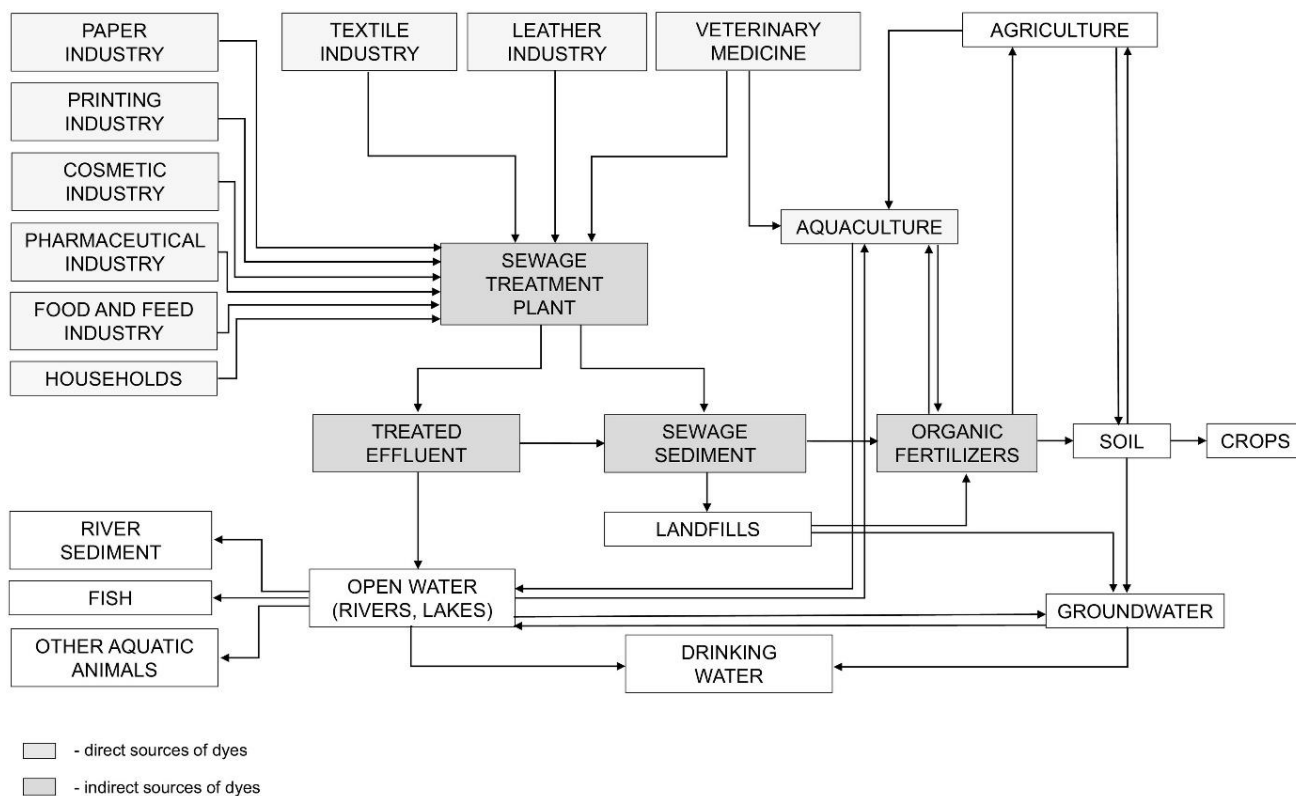 PAPER
INDUSTRY
TEXTILE
INDUSTRY
LEATHER
INDUSTRY
VETERINARY
MEDICINE
AGRICULTURE
PRINTING
INDUSTRY
COSMETIC
INDUSTRY
PHARMACEUTICAL
INDUSTRY
FOOD AND FEED
INDUSTRY
HOUSEHOLDS
AQUACULTURE
SEWAGE
TREATMENT
PLANT
TREATED
EFFLUENT
SEWAGE
SEDIMENT
ORGANIC
FERTILIZERS
SOIL
CROPS
LANDFILLS
RIVER
SEDIMENT
FISH
OTHER AQUATIC
ANIMALS
OPEN WATER
(RIVERS, LAKES)
GROUNDWATER
DRINKING
WATER
- direct sources of dyes
- indirect sources of dyes